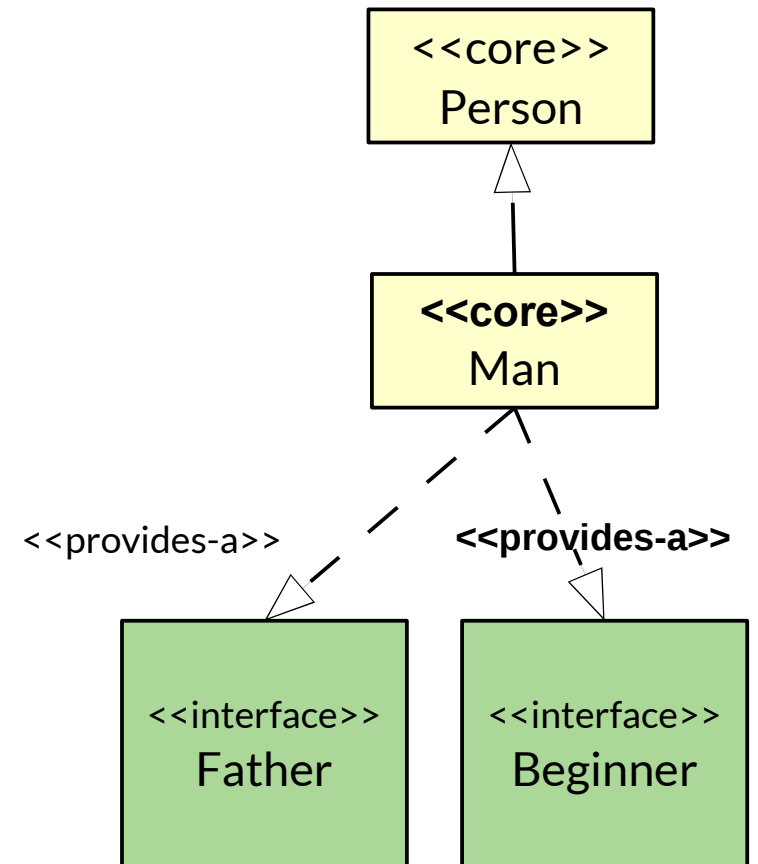 <<core>>
Person
<<core>>
Man
<<provides-a>>
<<provides-a>>
<<interface>>
Father
<<interface>>
Beginner